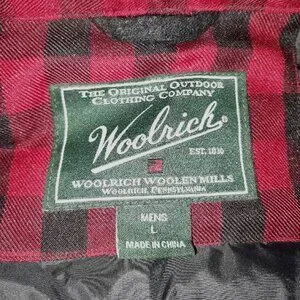 The Original Outdoor
Clothing Company
Woolrich®
Est. 1830
Woolrich Woolen Mills
Woolrich, Pennsylvania
MENS
L
MADE IN CHINA